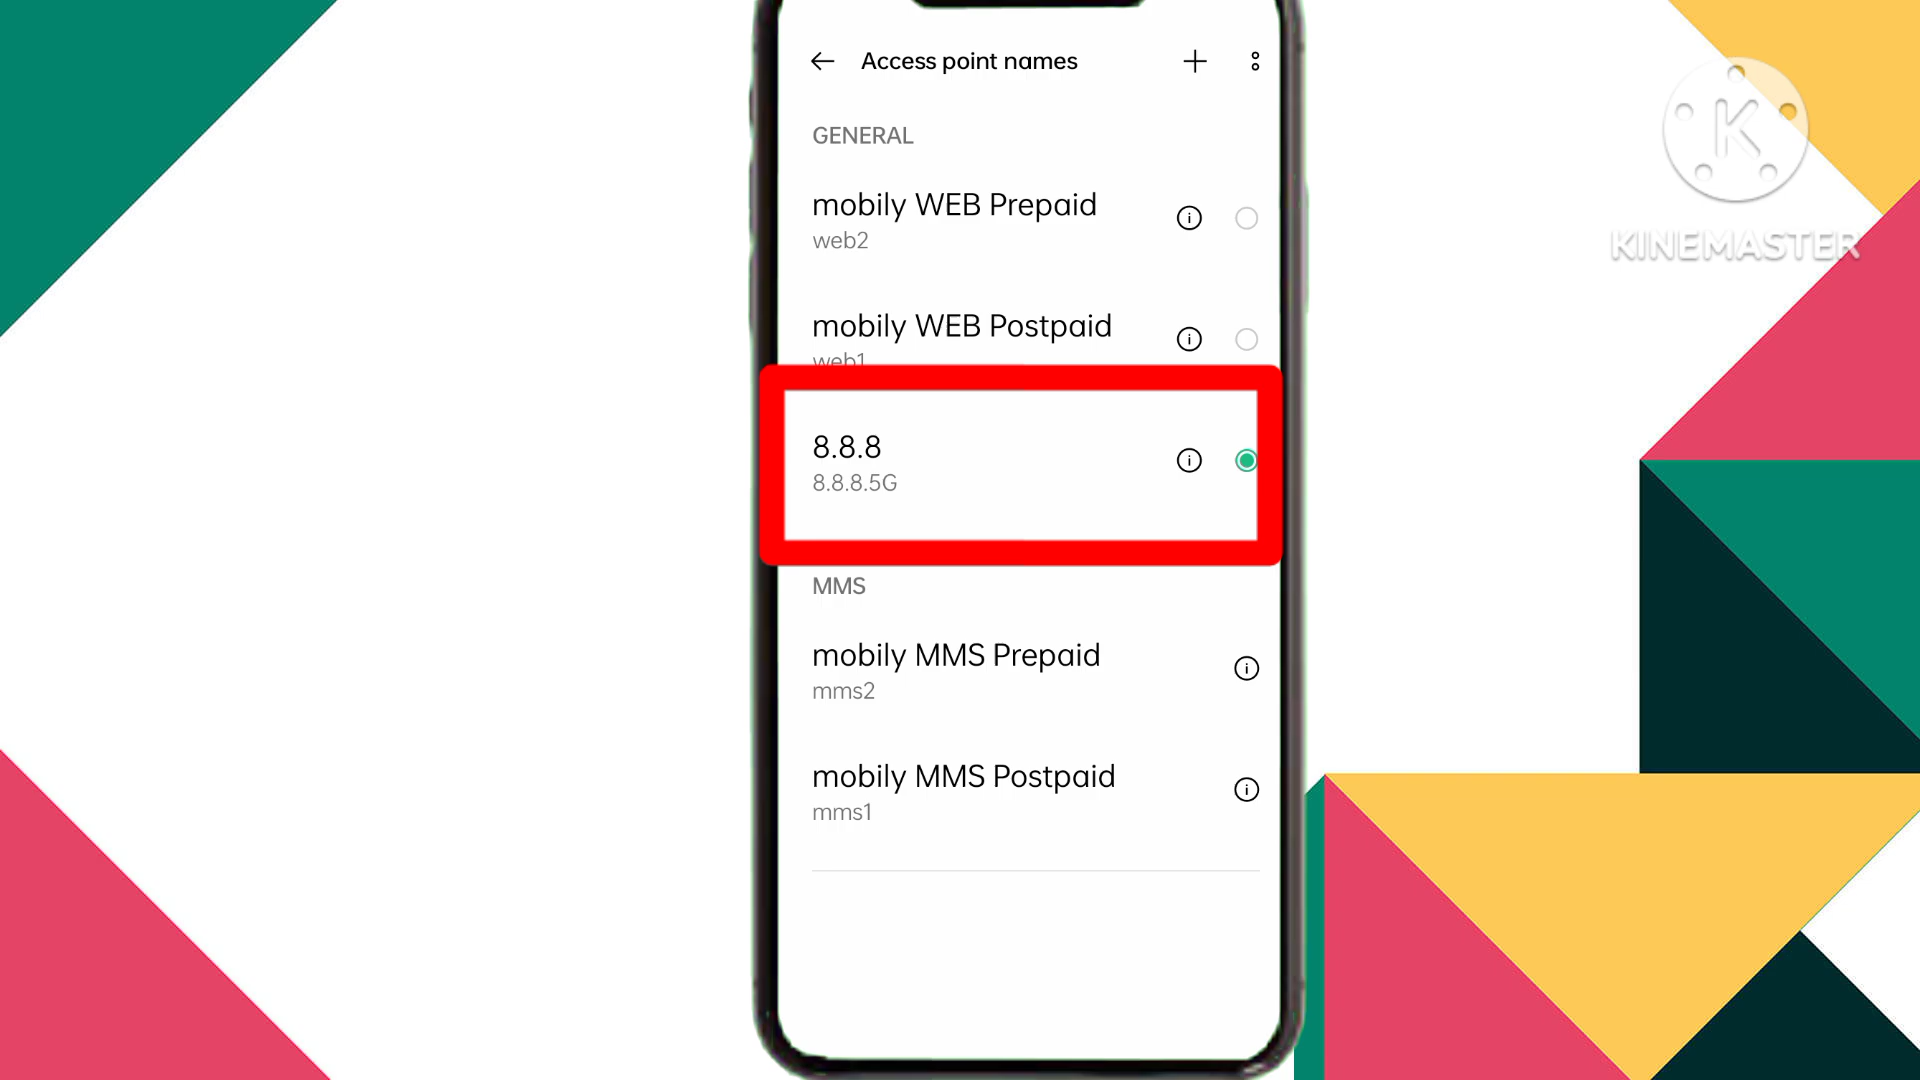 Access point names
GENERAL
mobily WEB Prepaid
web2
mobily WEB Postpaid
web1
8.8.8
8.8.8.5G
MMS
mobily MMS Prepaid
mms2
mobily MMS Postpaid
mms1
K
KINEMASTER